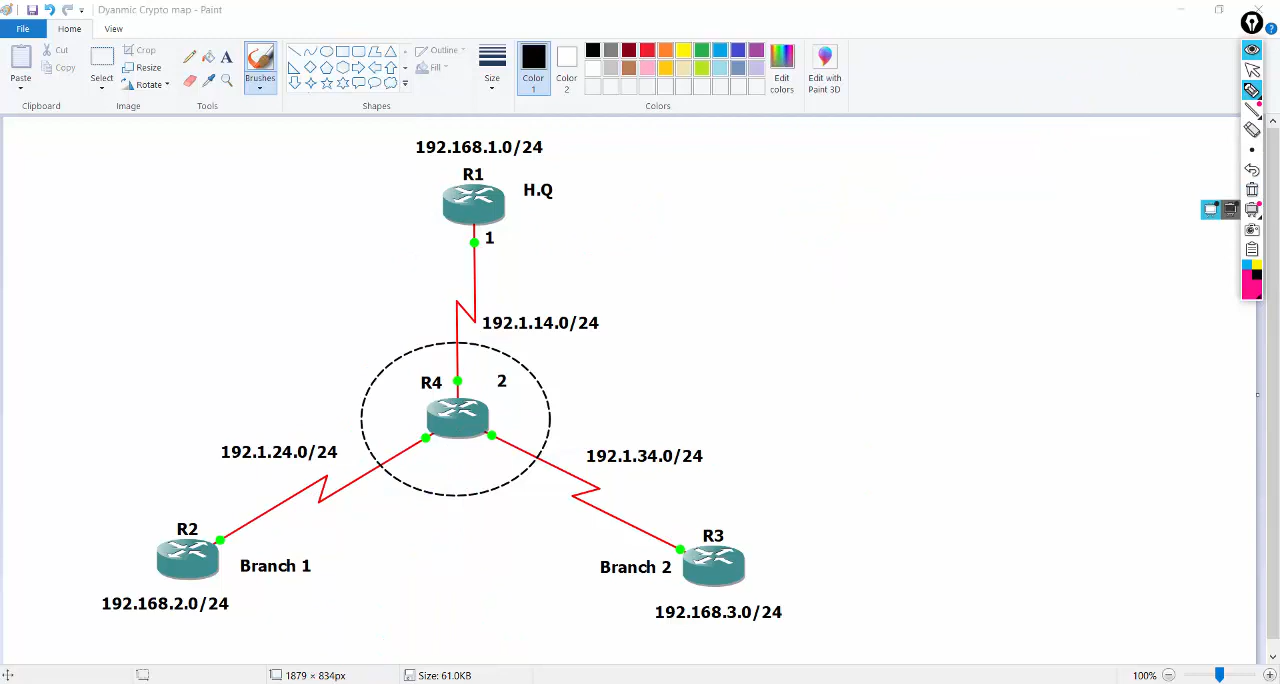 Dyanmic Crypto map - Paint
File
Home
View
Paste
Cut
Copy
Clipboard
Select
Crop
Resize
Rotate
Image
A
Tools
Brushes
Outline
Fill
Shapes
Size
Color
1
Color
2
Edit
colors
Colors
Edit with
Paint 3D
192.168.1.0/24
R1
H.Q
1
192.1.14.0/24
R4
2
192.1.24.0/24
192.1.34.0/24
R2
Branch 1
192.168.2.0/24
R3
Branch 2
192.168.3.0/24
1879 × 834px
Size: 61.0KB
100%